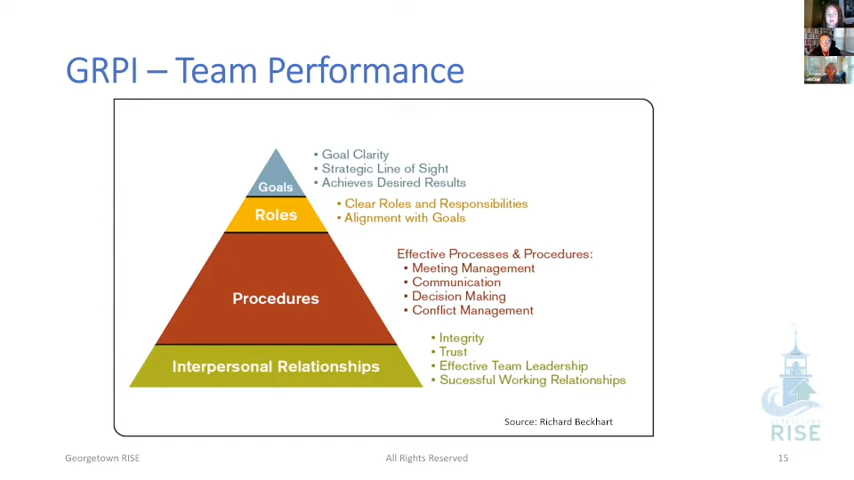 GRPI – Team Performance
Goals
• Goal Clarity
• Strategic Line of Sight
• Achieves Desired Results
Roles
• Clear Roles and Responsibilities
• Alignment with Goals
Procedures
Effective Processes & Procedures:
• Meeting Management
• Communication
• Decision Making
• Conflict Management
Interpersonal Relationships
• Integrity
• Trust
• Effective Team Leadership
• Sucessful Working Relationships
Source: Richard Beckhart
RISE
Georgetown RISE
All Rights Reserved
15